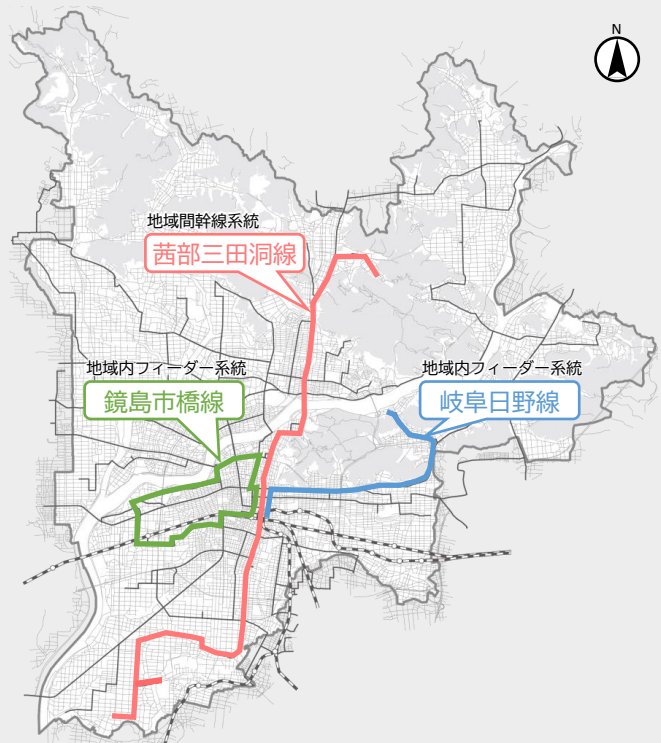 N
地域間幹線系統
茜部三田洞線
地域内フィーダー系統
鏡島市橋線
地域内フィーダー系統
岐阜日野線